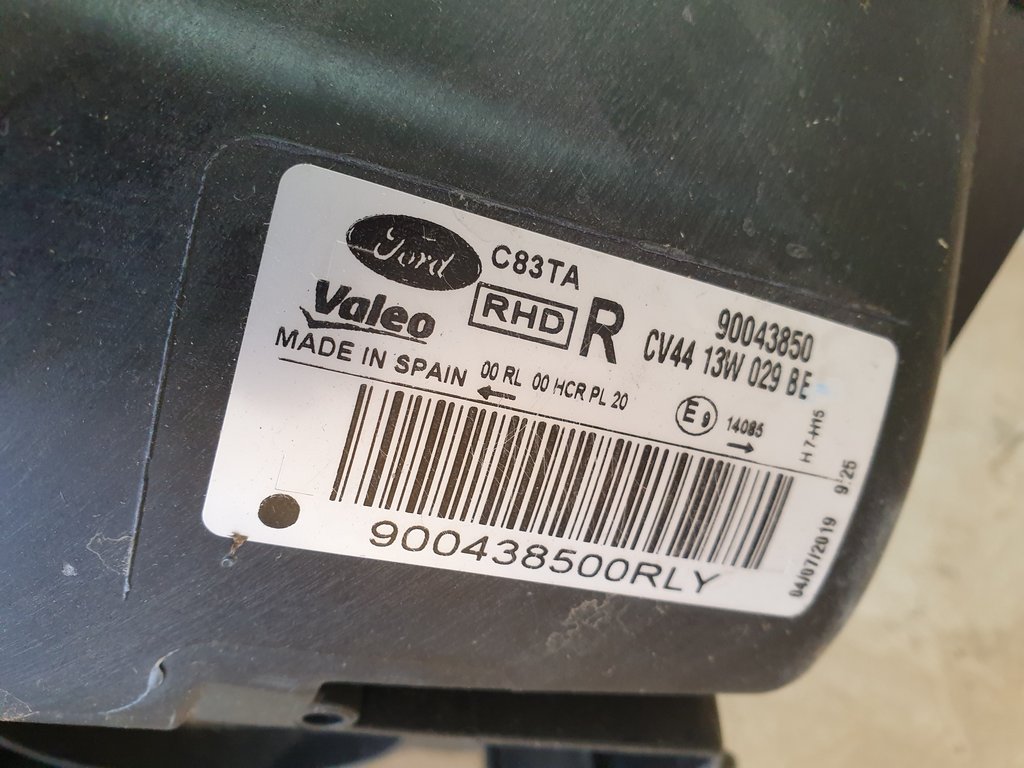 Ford C83TA
Valeo RHD R 90043850
CV44 13W 029 BE
MADE IN SPAIN 00 RL 00 HCR PL 20
E9 14085
H7-H15
900438500RLY
04/07/2019 9:25